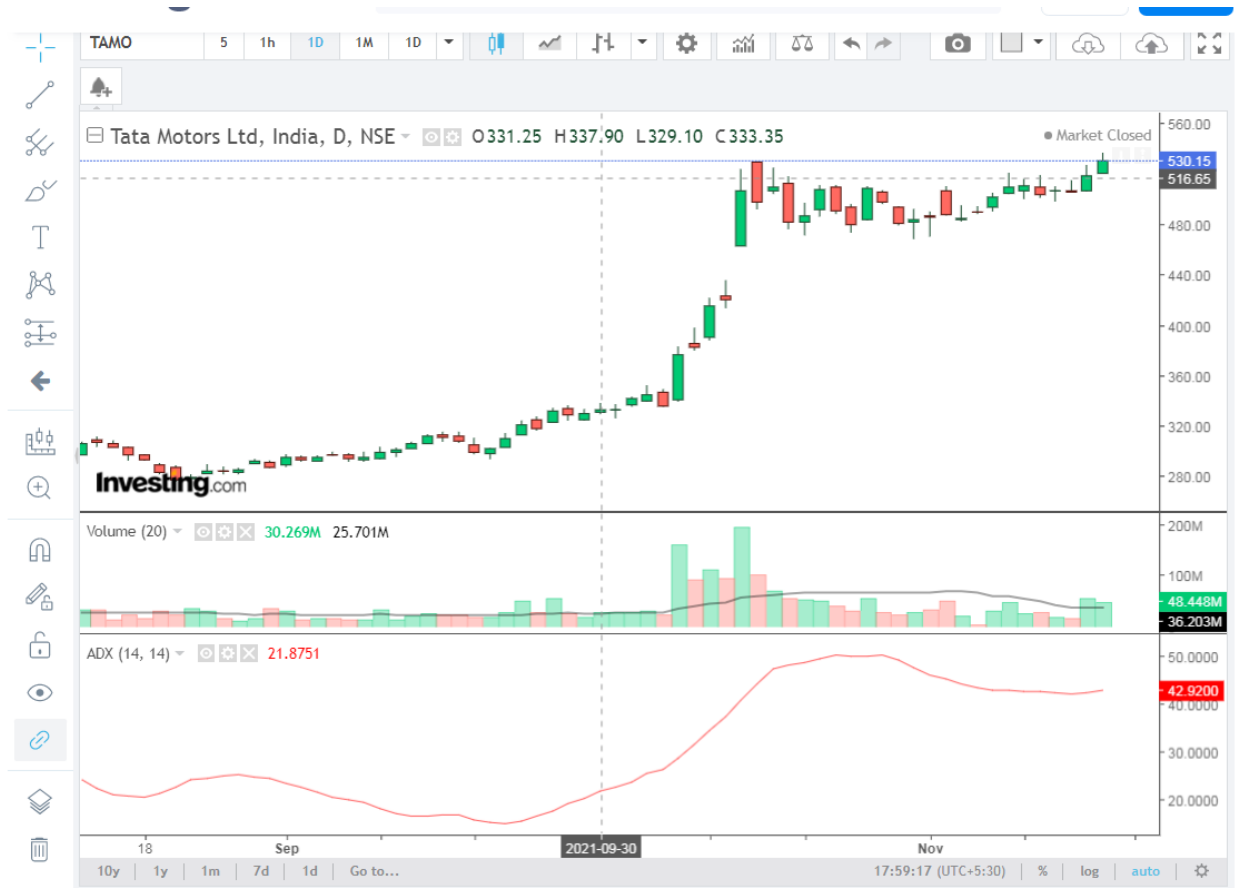 TAMO 5 1h 1D 1M 1D
Tata Motors Ltd, India, D, NSE O331.25 H337.90 L329.10 C333.35
Market Closed
560.00
530.15
516.65
480.00
440.00
400.00
360.00
320.00
280.00
Investing.com
Volume (20) 30.269M 25.701M
200M
100M
48.448M
36.203M
ADX (14, 14) 21.8751
50.0000
42.9200
40.0000
30.0000
20.0000
18 Sep 2021-09-30 Nov
10y 1y 1m 7d 1d Go to... 17:59:17 (UTC+5:30) % log auto